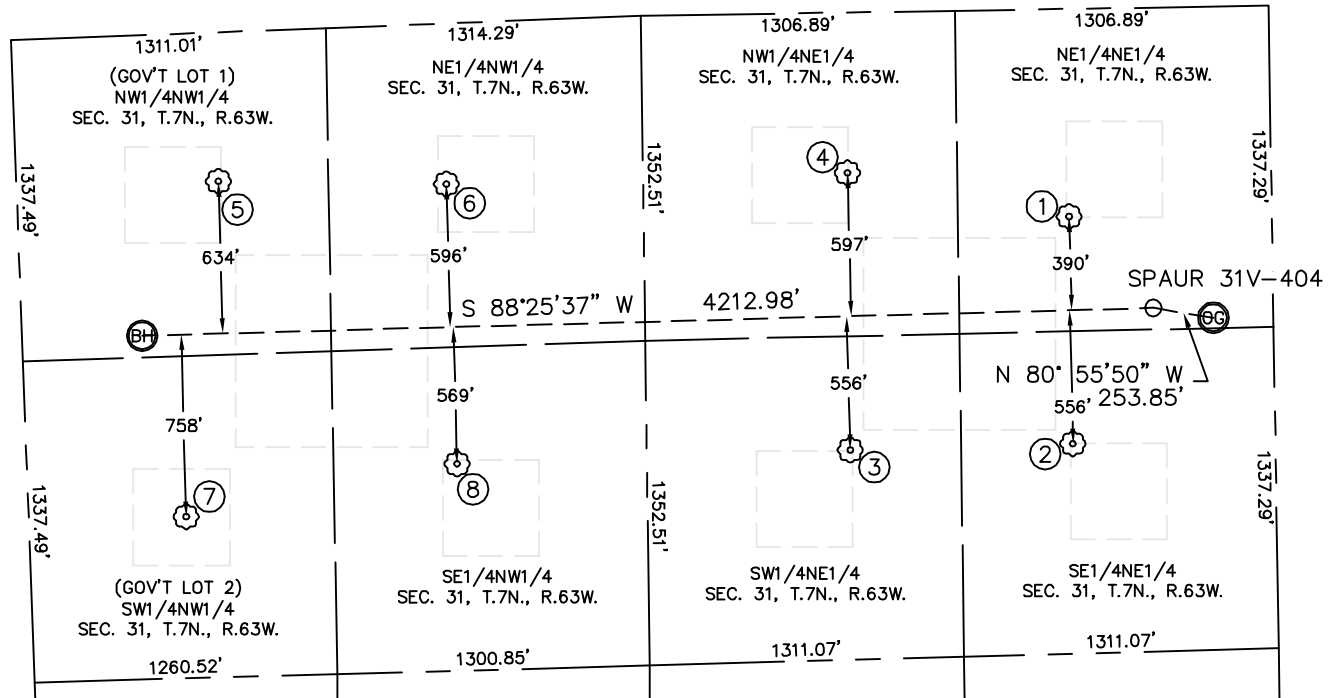 1311.01'
1314.29'
1306.89'
1306.89'
(GOV'T LOT 1)
NW1/4NW1/4
SEC. 31, T.7N., R.63W.
NE1/4NW1/4
SEC. 31, T.7N., R.63W.
NW1/4NE1/4
SEC. 31, T.7N., R.63W.
NE1/4NE1/4
SEC. 31, T.7N., R.63W.
1337.49'
1352.51'
1337.29'
5
6
4
1
634'
596'
597'
390'
SPAUR 31V-404
S 88°25'37" W
4212.98'
BH
OG
N 80° 55'50" W
253.85'
758'
569'
556'
556'
7
8
3
2
1337.49'
1352.51'
1337.29'
(GOV'T LOT 2)
SW1/4NW1/4
SEC. 31, T.7N., R.63W.
SE1/4NW1/4
SEC. 31, T.7N., R.63W.
SW1/4NE1/4
SEC. 31, T.7N., R.63W.
SE1/4NE1/4
SEC. 31, T.7N., R.63W.
1260.52'
1300.85'
1311.07'
1311.07'